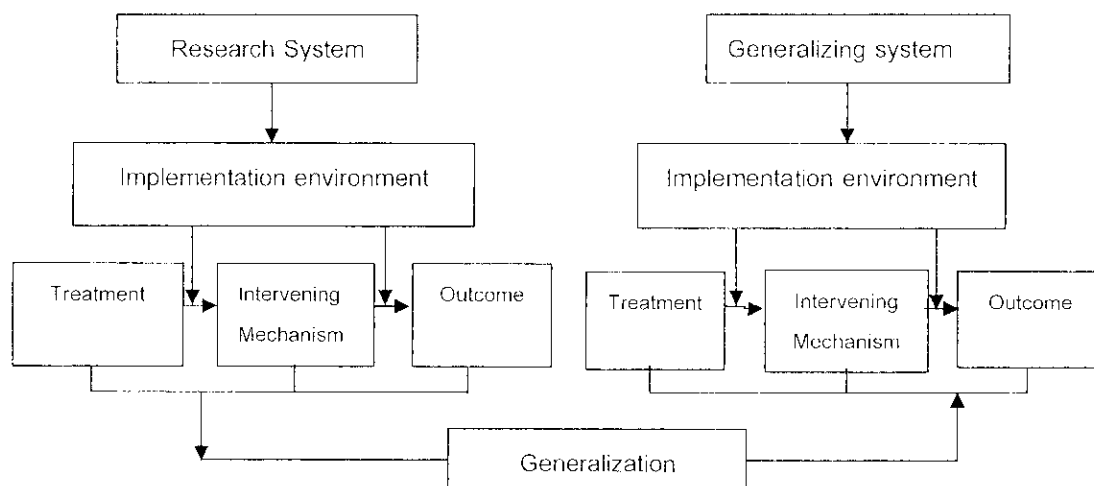 Research System
Generalizing system
Implementation environment
Implementation environment
Treatment
Intervening
Mechanism
Outcome
Treatment
Intervening
Mechanism
Outcome
Generalization